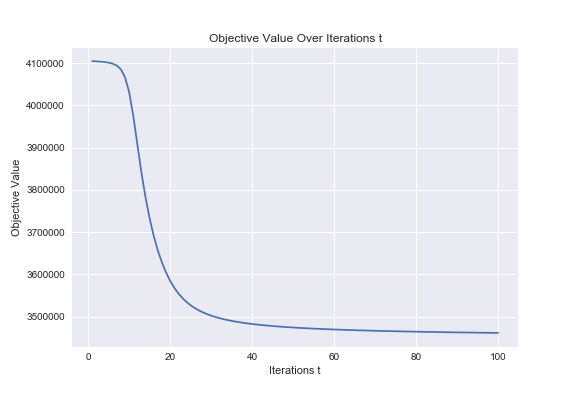 Objective Value Over Iterations t
4100000
4000000
3900000
3800000
3700000
3600000
3500000
Objective Value
0 20 40 60 80 100
Iterations t